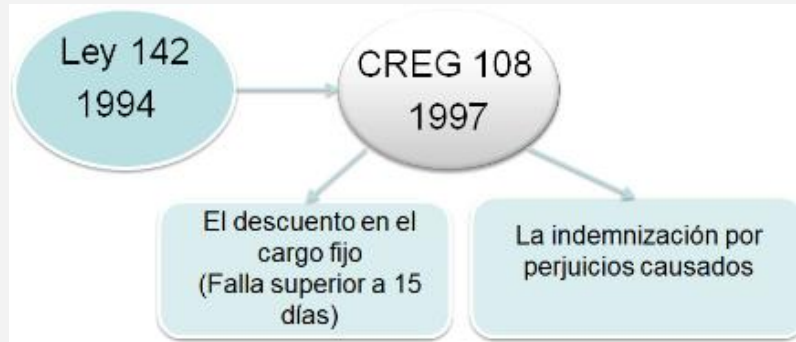 Ley 142
1994
CREG 108
1997
El descuento en el
cargo fijo
(Falla superior a 15
días)
La indemnización por
perjuicios causados